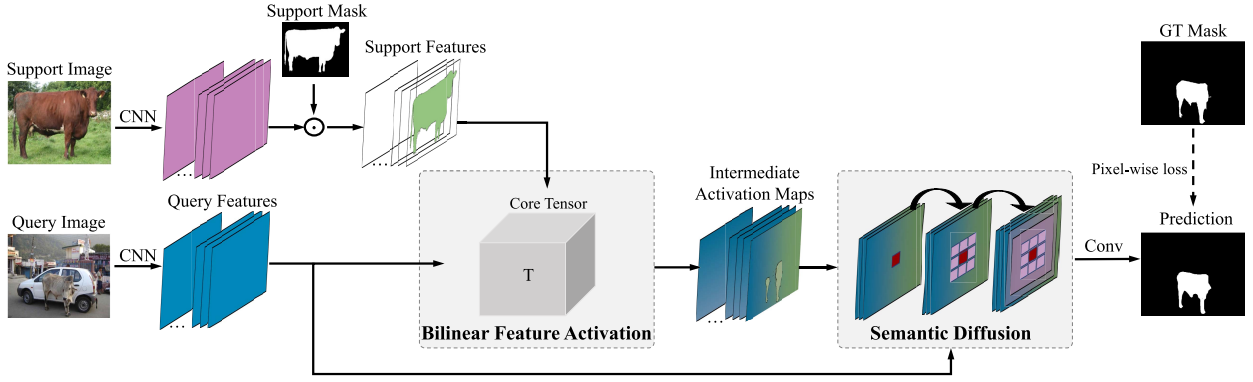 Support Mask
Support Image
CNN
Support Features
...
...
Query Image
CNN
Query Features
...
Core Tensor
T
Bilinear Feature Activation
Intermediate
Activation Maps
...
Semantic Diffusion
Conv
GT Mask
Pixel-wise loss
Prediction